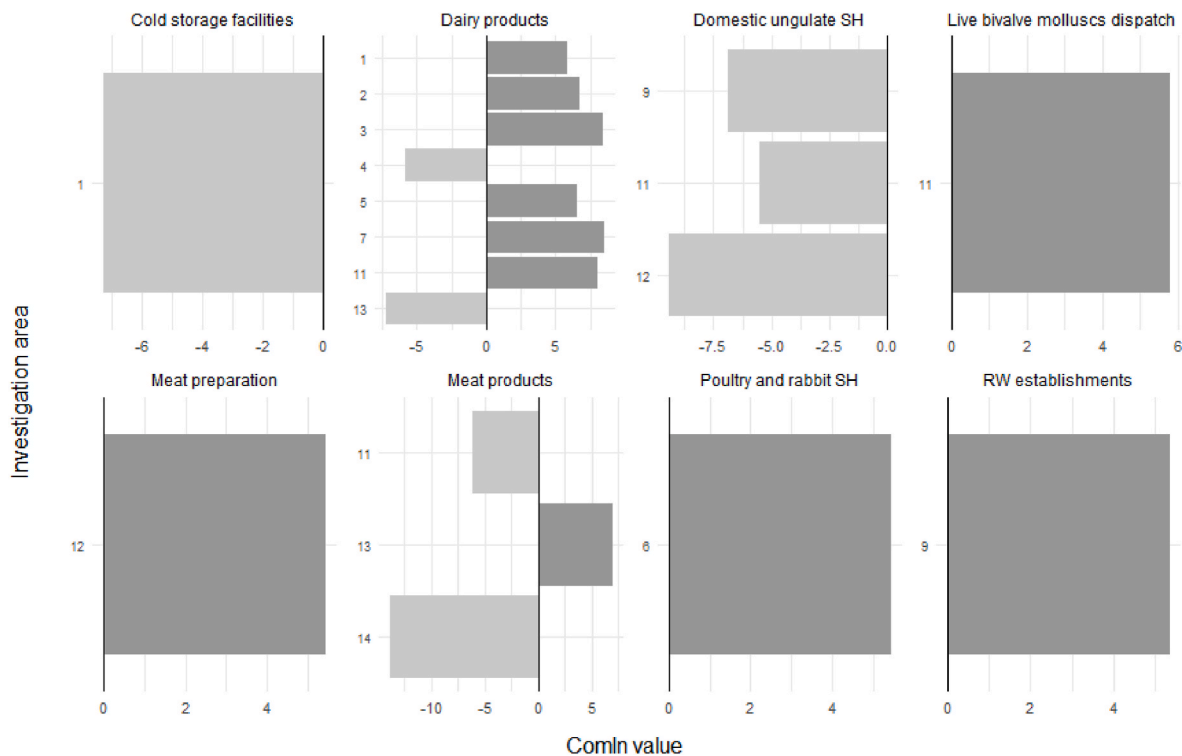 Cold storage facilities
Dairy products
Domestic ungulate SH
Live bivalve molluscs dispatch
1
1
2
3
4
5
7
11
13
9
11
12
11
-6 -4 -2 0
-5 0 5
-7.5 -5.0 -2.5 0.0
0 2 4 6
Investigation area
Meat preparation
Meat products
Poultry and rabbit SH
RW establishments
12
11
13
14
6
9
0 2 4
-10 -5 0 5
0 2 4
0 2 4
ComIn value